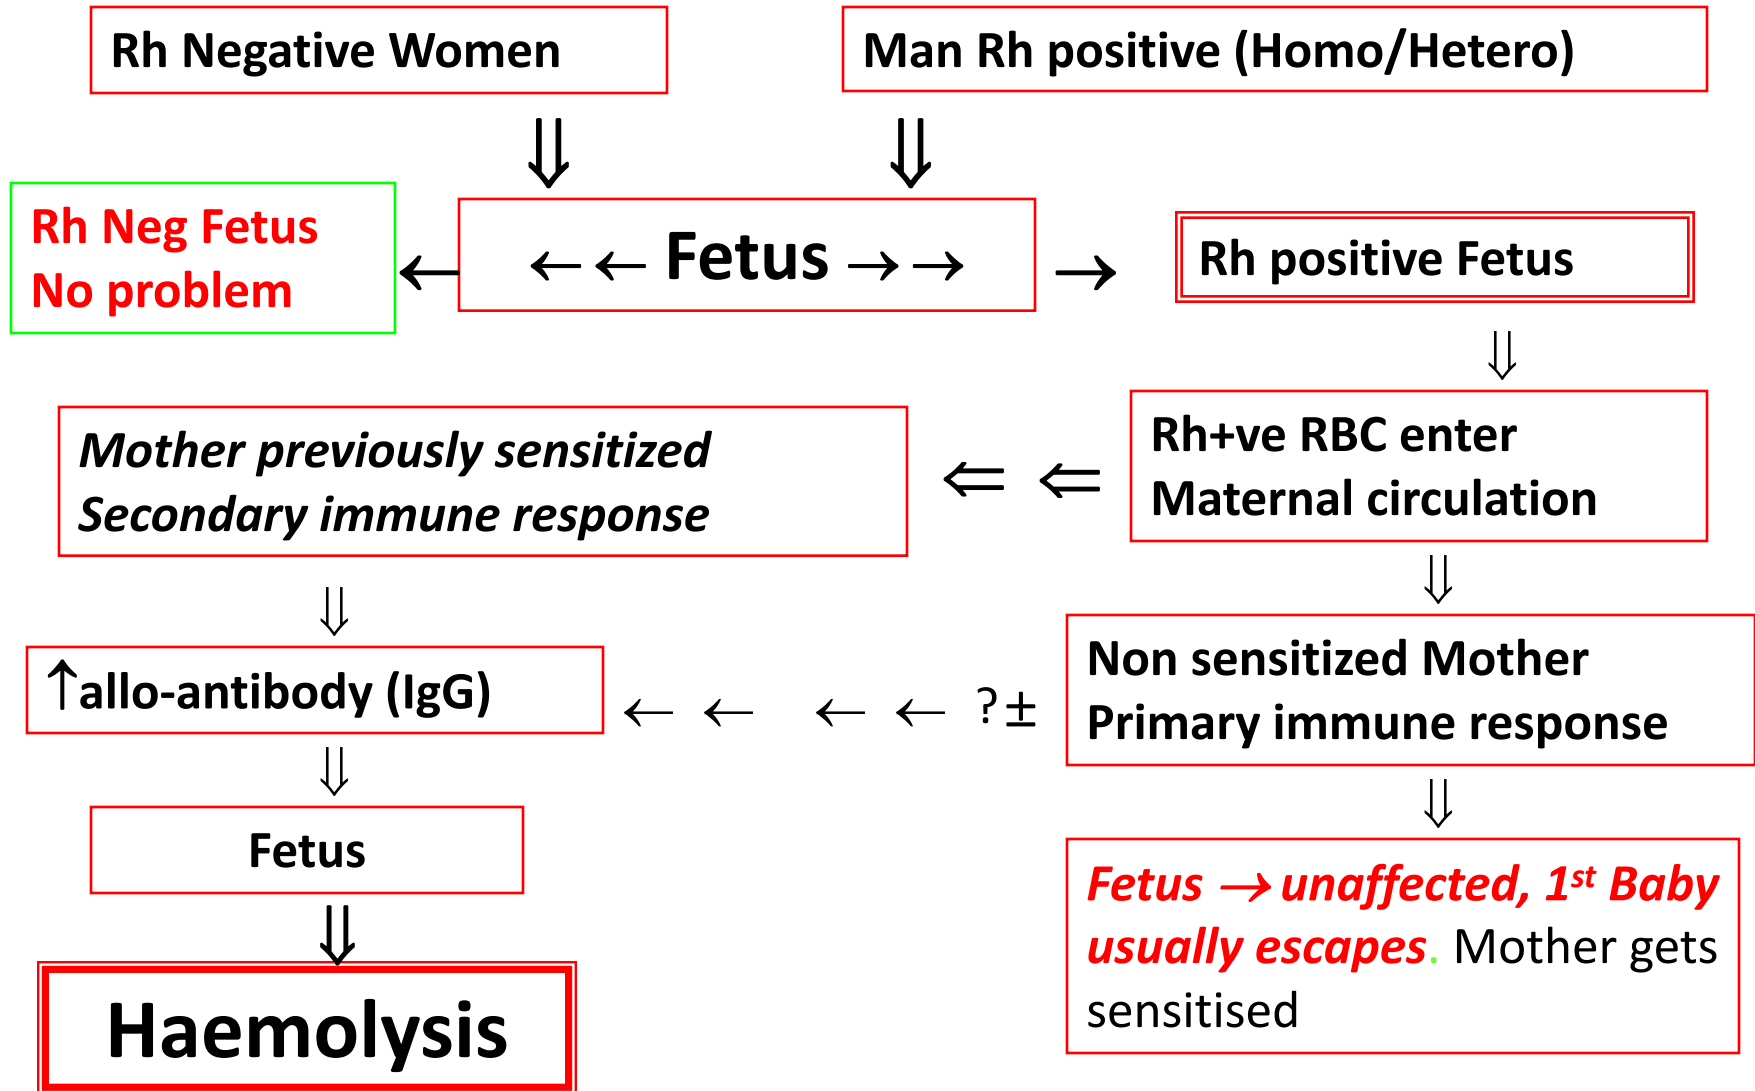 Rh Negative Women
Man Rh positive (Homo/Hetero)
⇓ ⇓
Rh Neg Fetus
No problem
← ←← Fetus →→ →
Rh positive Fetus
⇓
Rh+ve RBC enter
Maternal circulation
⇐ ⇐
Mother previously sensitized
Secondary immune response
⇓
⇓
Non sensitized Mother
Primary immune response
← ← ← ← ?±
↑allo-antibody (IgG)
⇓
⇓
Fetus
⇓
Haemolysis
Fetus → unaffected, 1st Baby
usually escapes. Mother gets
sensitised